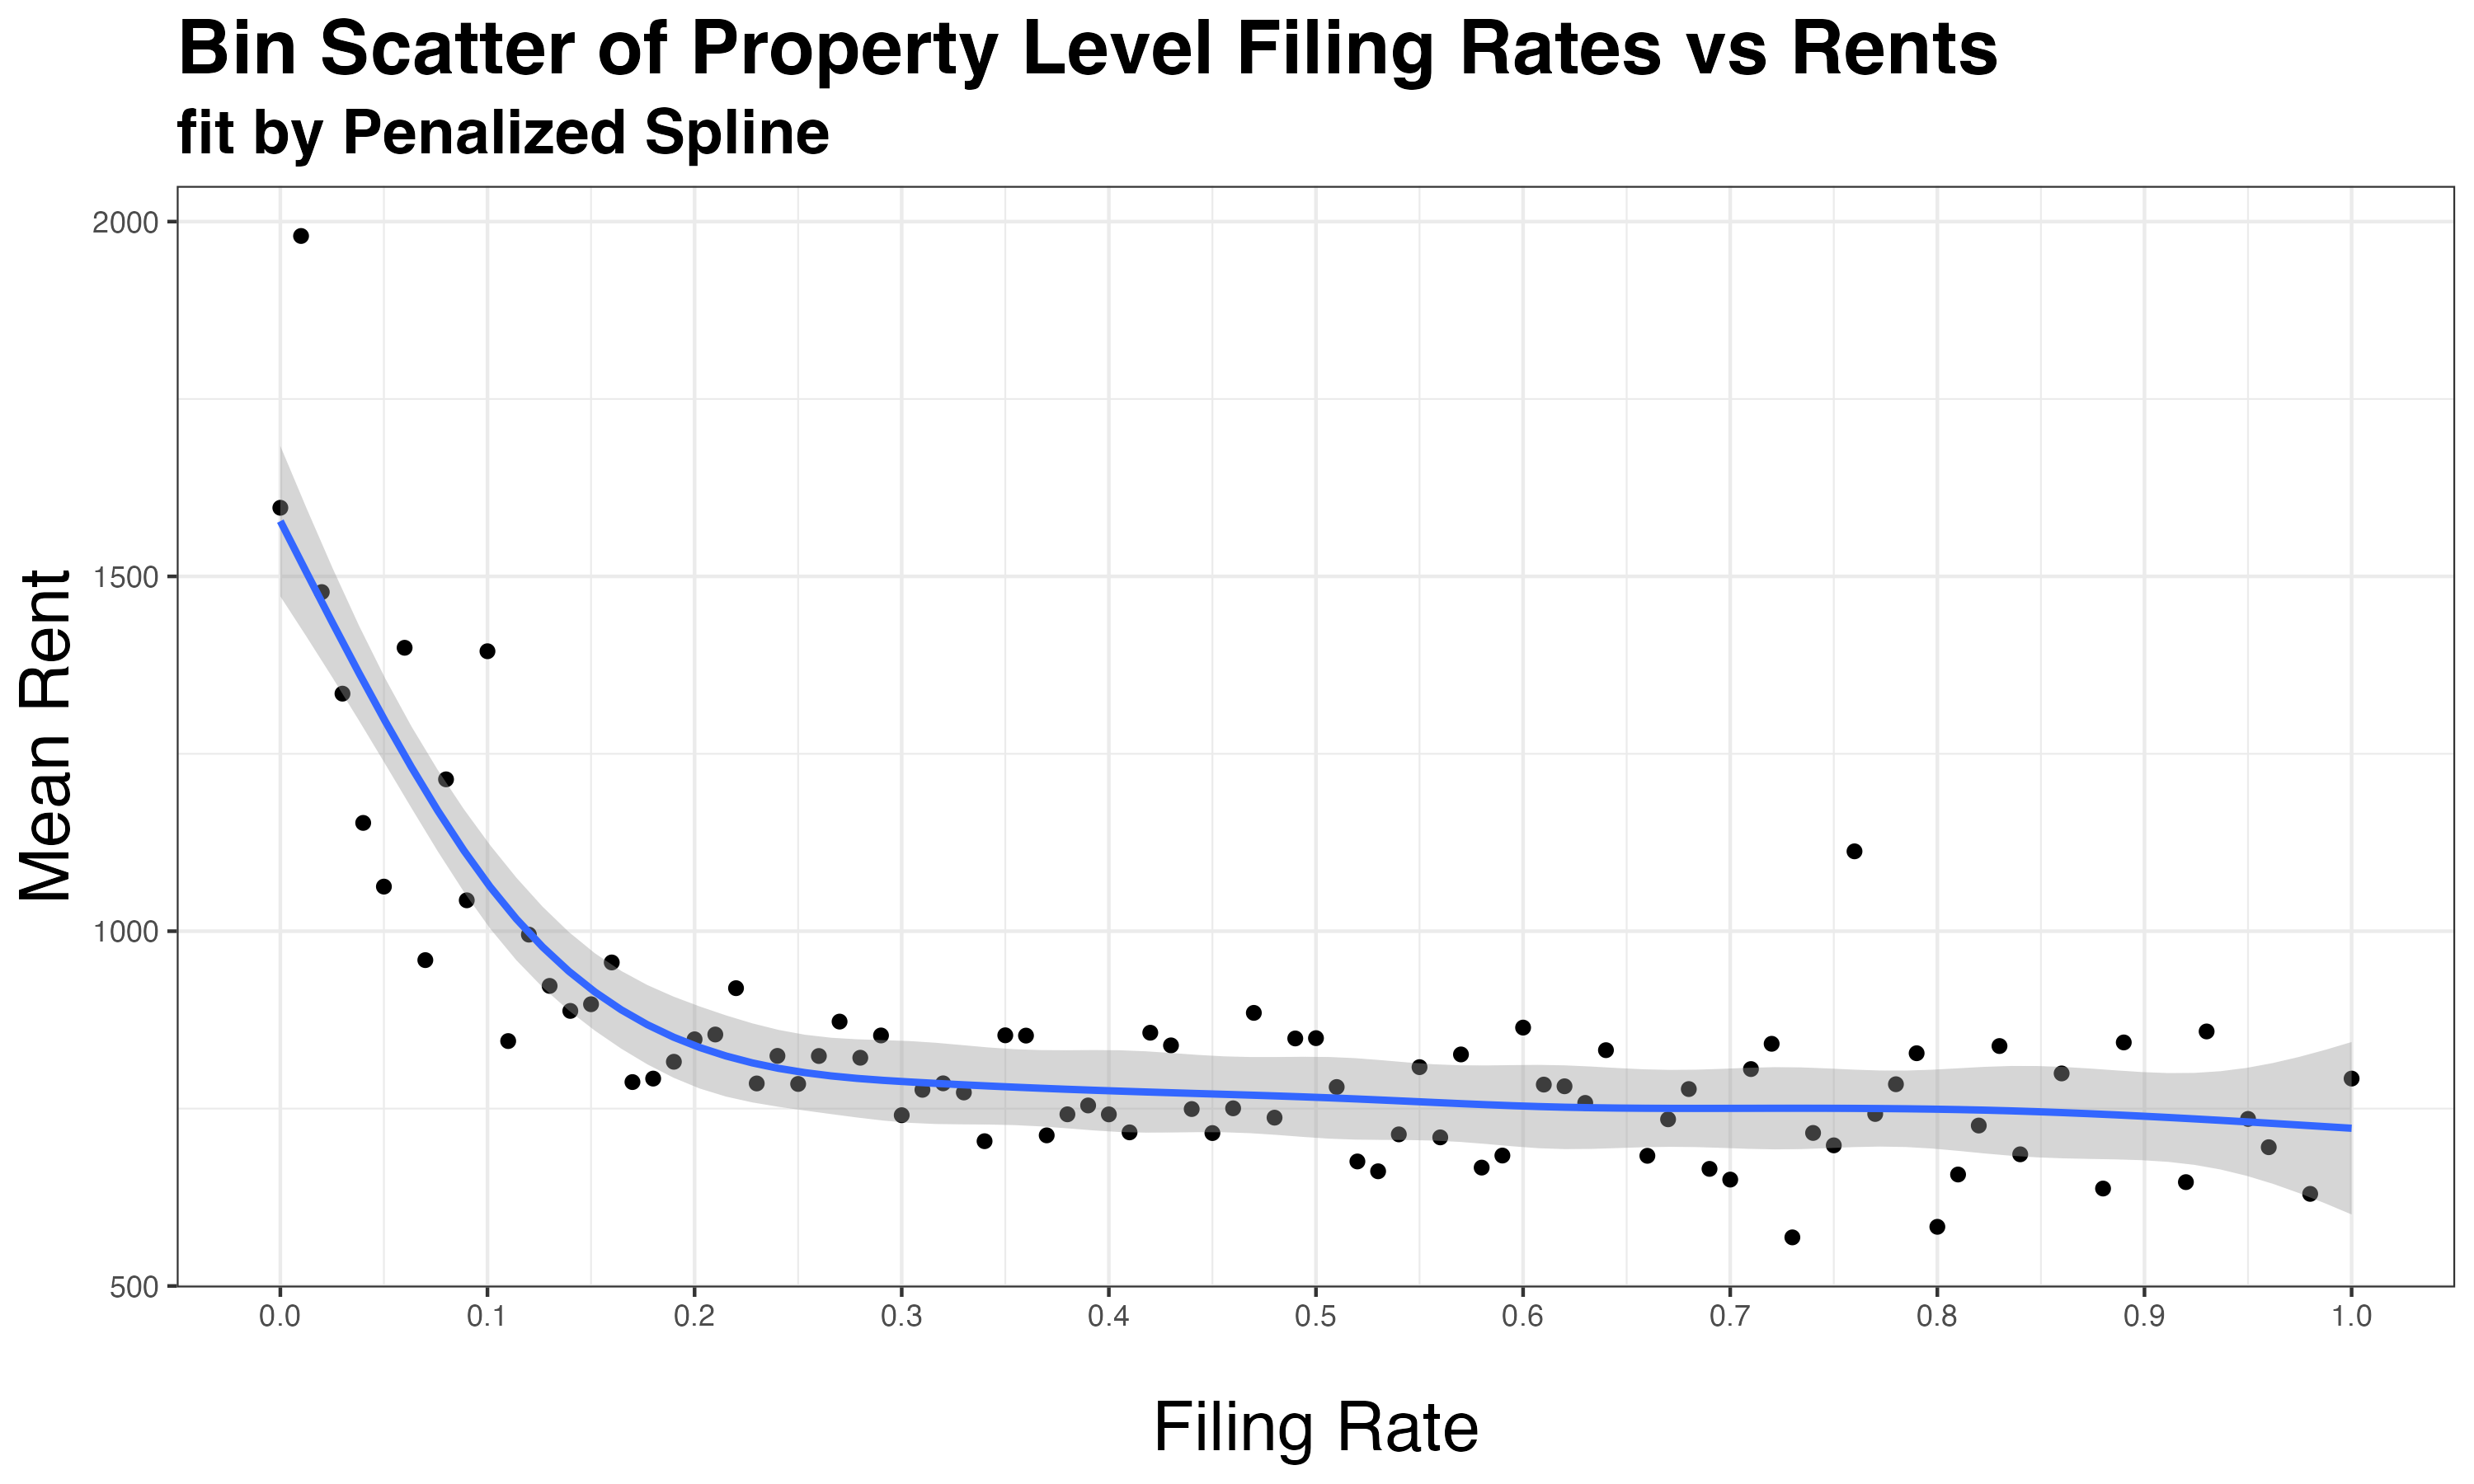 Bin Scatter of Property Level Filing Rates vs Rents
fit by Penalized Spline
2000
1500
1000
500
Mean Rent
0.0 0.1 0.2 0.3 0.4 0.5 0.6 0.7 0.8 0.9 1.0
Filing Rate